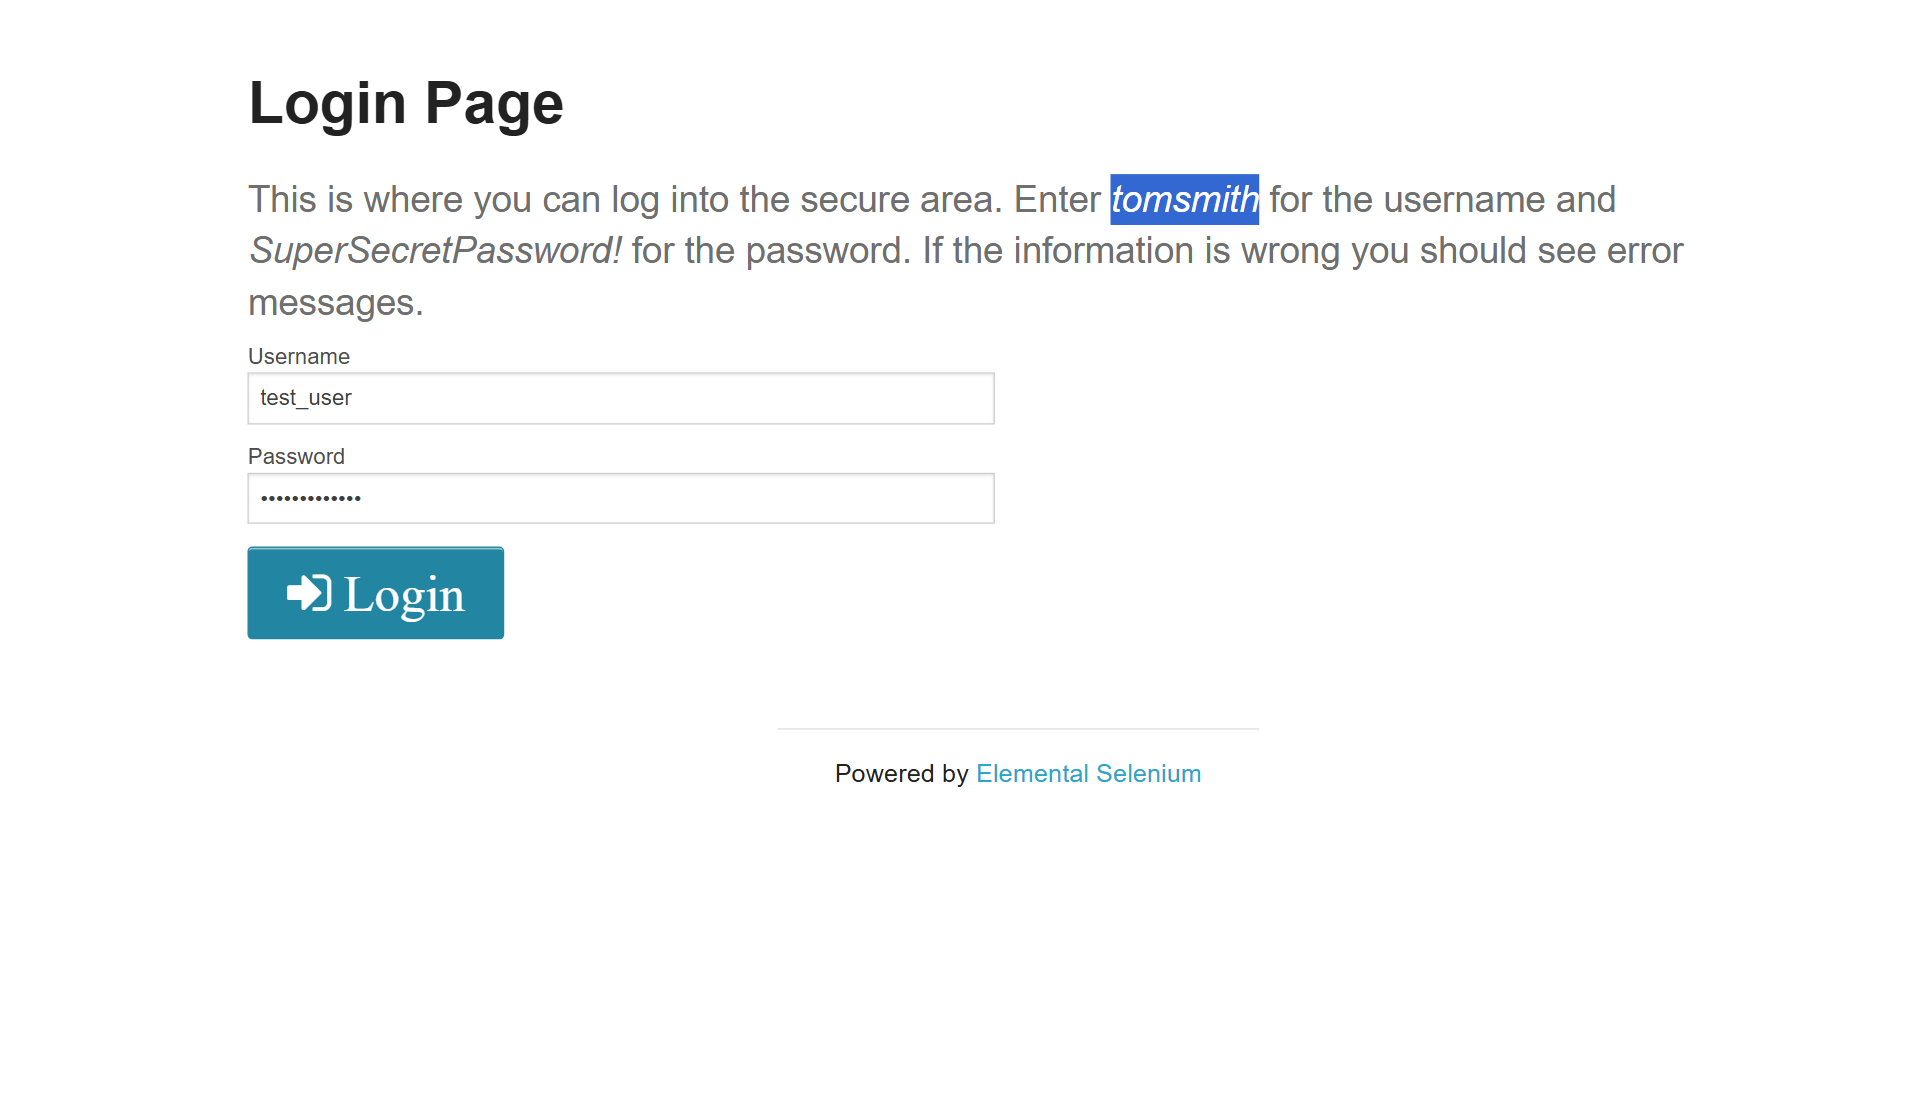 Login Page
This is where you can log into the secure area. Enter tomsmith for the username and
SuperSecretPassword! for the password. If the information is wrong you should see error
messages.
Username
test_user
Password
•••••••••••••
Login
Powered by Elemental Selenium